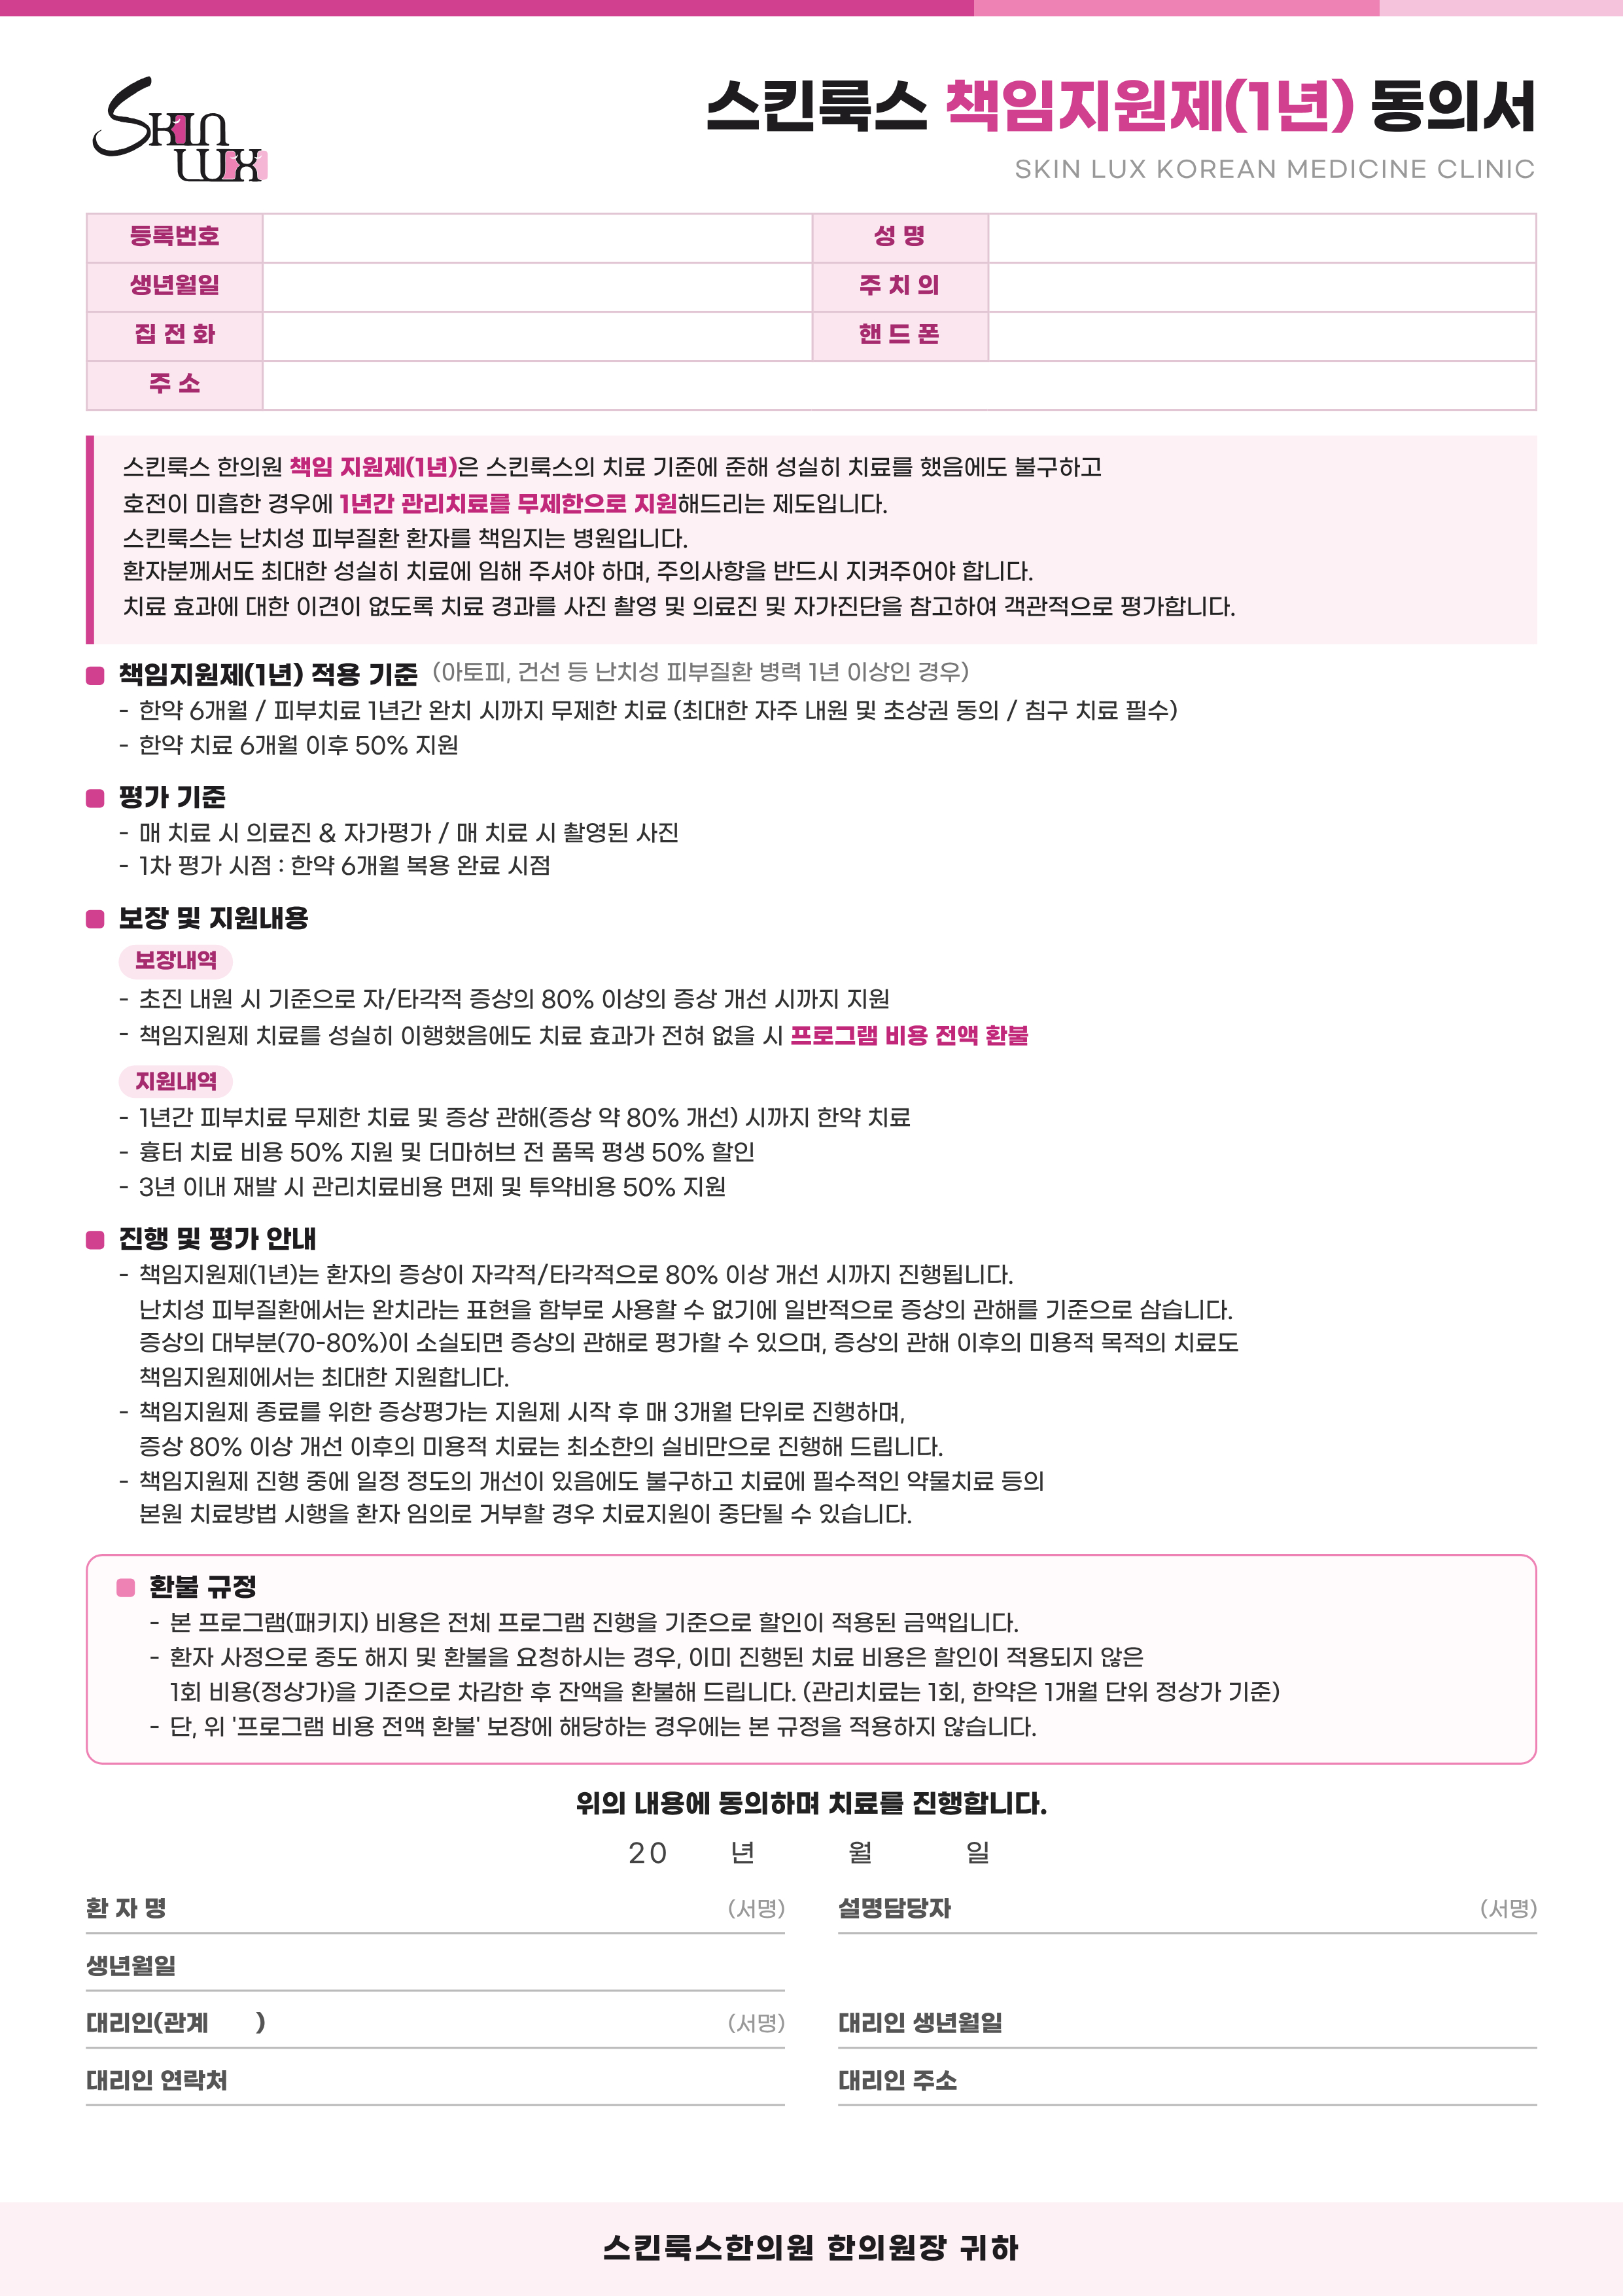 SKIN LUX
스킨룩스 책임지원제(1년) 동의서
SKIN LUX KOREAN MEDICINE CLINIC
등록번호 성 명
생년월일 주 치 의
집 전 화 핸 드 폰
주 소
스킨룩스 한의원 책임 지원제(1년)은 스킨룩스의 치료 기준에 준해 성실히 치료를 했음에도 불구하고
호전이 미흡한 경우에 1년간 관리치료를 무제한으로 지원해드리는 제도입니다.
스킨룩스는 난치성 피부질환 환자를 책임지는 병원입니다.
환자분께서도 최대한 성실히 치료에 임해 주셔야 하며, 주의사항을 반드시 지켜주어야 합니다.
치료 효과에 대한 이견이 없도록 치료 경과를 사진 촬영 및 의료진 및 자가진단을 참고하여 객관적으로 평가합니다.
책임지원제(1년) 적용 기준 (아토피, 건선 등 난치성 피부질환 병력 1년 이상인 경우)
- 한약 6개월 / 피부치료 1년간 완치 시까지 무제한 치료 (최대한 자주 내원 및 초상권 동의 / 침구 치료 필수)
- 한약 치료 6개월 이후 50% 지원
평가 기준
- 매 치료 시 의료진 & 자가평가 / 매 치료 시 촬영된 사진
- 1차 평가 시점 : 한약 6개월 복용 완료 시점
보장 및 지원내용
보장내역
- 초진 내원 시 기준으로 자/타각적 증상의 80% 이상의 증상 개선 시까지 지원
- 책임지원제 치료를 성실히 이행했음에도 치료 효과가 전혀 없을 시 프로그램 비용 전액 환불
지원내역
- 1년간 피부치료 무제한 치료 및 증상 관해(증상 약 80% 개선) 시까지 한약 치료
- 흉터 치료 비용 50% 지원 및 더마허브 전 품목 평생 50% 할인
- 3년 이내 재발 시 관리치료비용 면제 및 투약비용 50% 지원
진행 및 평가 안내
- 책임지원제(1년)는 환자의 증상이 자각적/타각적으로 80% 이상 개선 시까지 진행됩니다.
난치성 피부질환에서는 완치라는 표현을 함부로 사용할 수 없기에 일반적으로 증상의 관해를 기준으로 삼습니다.
증상의 대부분(70-80%)이 소실되면 증상의 관해로 평가할 수 있으며, 증상의 관해 이후의 미용적 목적의 치료도
책임지원제에서는 최대한 지원합니다.
- 책임지원제 종료를 위한 증상평가는 지원제 시작 후 매 3개월 단위로 진행하며,
증상 80% 이상 개선 이후의 미용적 치료는 최소한의 실비만으로 진행해 드립니다.
- 책임지원제 진행 중에 일정 정도의 개선이 있음에도 불구하고 치료에 필수적인 약물치료 등의
본원 치료방법 시행을 환자 임의로 거부할 경우 치료지원이 중단될 수 있습니다.
환불 규정
- 본 프로그램(패키지) 비용은 전체 프로그램 진행을 기준으로 할인이 적용된 금액입니다.
- 환자 사정으로 중도 해지 및 환불을 요청하시는 경우, 이미 진행된 치료 비용은 할인이 적용되지 않은
1회 비용(정상가)을 기준으로 차감한 후 잔액을 환불해 드립니다. (관리치료는 1회, 한약은 1개월 단위 정상가 기준)
- 단, 위 '프로그램 비용 전액 환불' 보장에 해당하는 경우에는 본 규정을 적용하지 않습니다.
위의 내용에 동의하며 치료를 진행합니다.
20 년 월 일
환 자 명 (서명) 설명담당자 (서명)
생년월일
대리인(관계 ) (서명) 대리인 생년월일
대리인 연락처 대리인 주소
스킨룩스한의원 한의원장 귀하